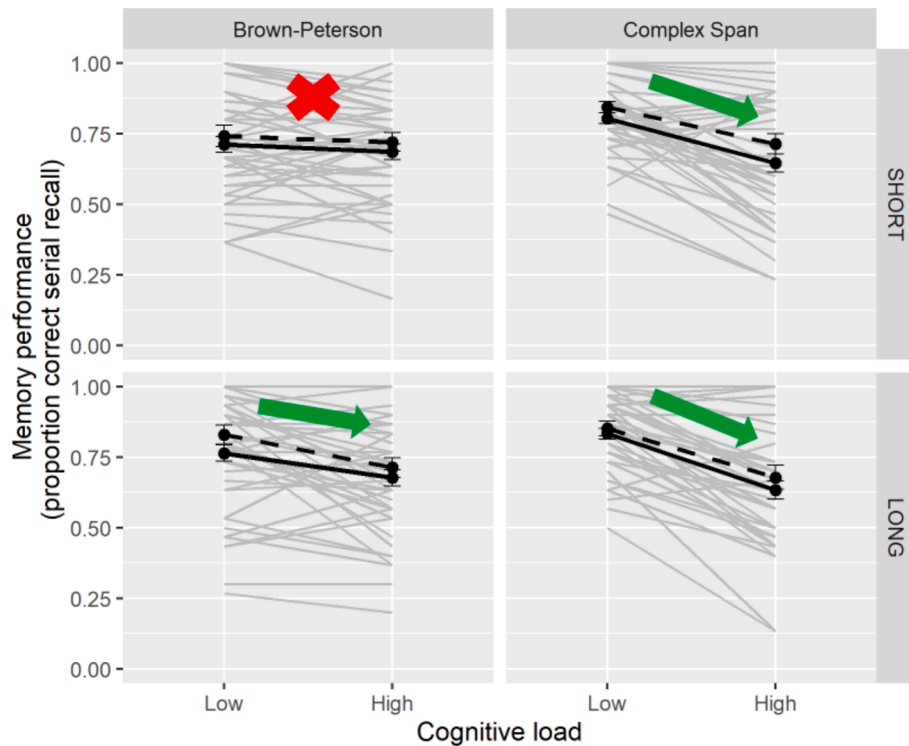 Brown-Peterson
Complex Span
Memory performance
(proportion correct serial recall)
1.00
0.75
0.50
0.25
0.00
SHORT
1.00
0.75
0.50
0.25
0.00
LONG
Low
High
Low
High
Cognitive load